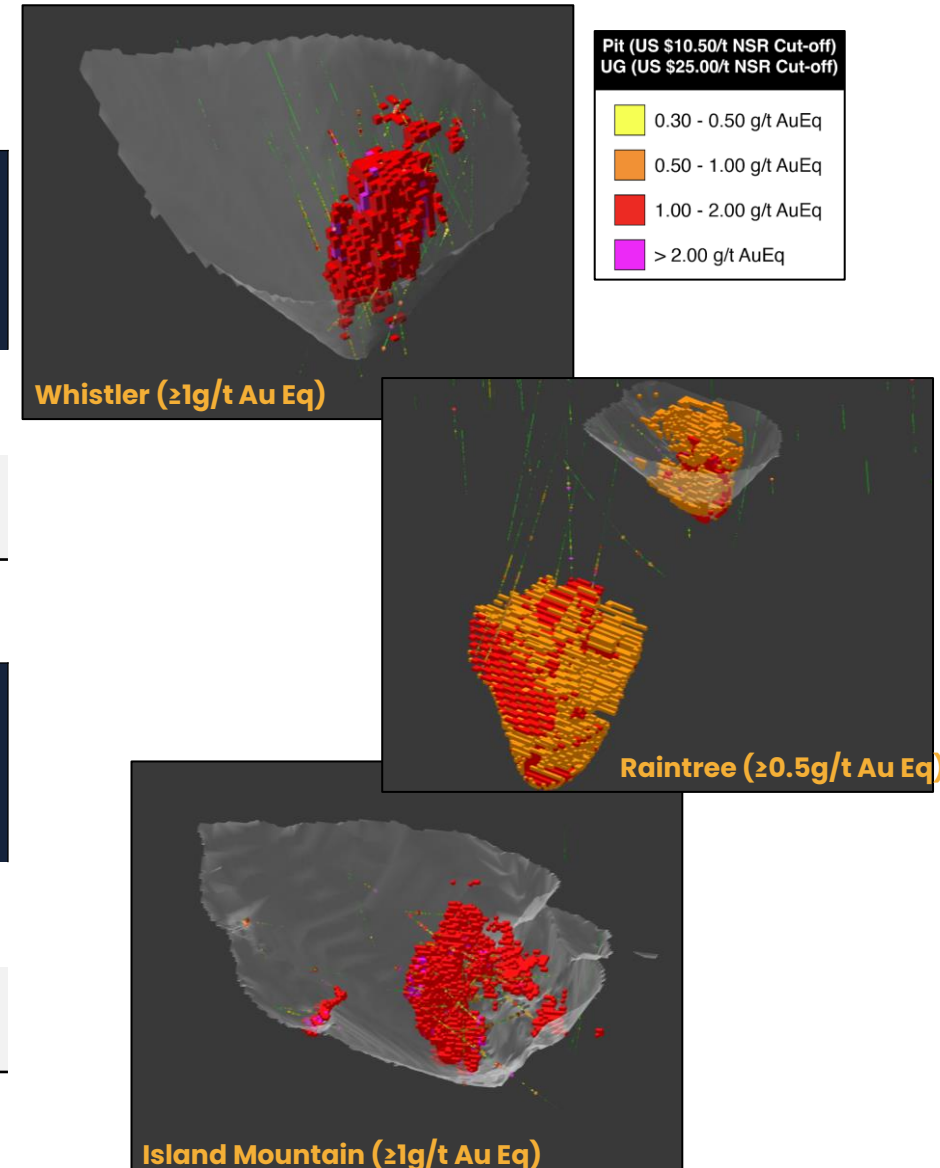 Pit (US $10.50/t NSR Cut-off)
UG (US $25.00/t NSR Cut-off)
0.30 - 0.50 g/t AuEq
0.50 - 1.00 g/t AuEq
1.00 - 2.00 g/t AuEq
> 2.00 g/t AuEq
Whistler (≥1g/t Au Eq)
Raintree (≥0.5g/t Au Eq)
Island Mountain (≥1g/t Au Eq)